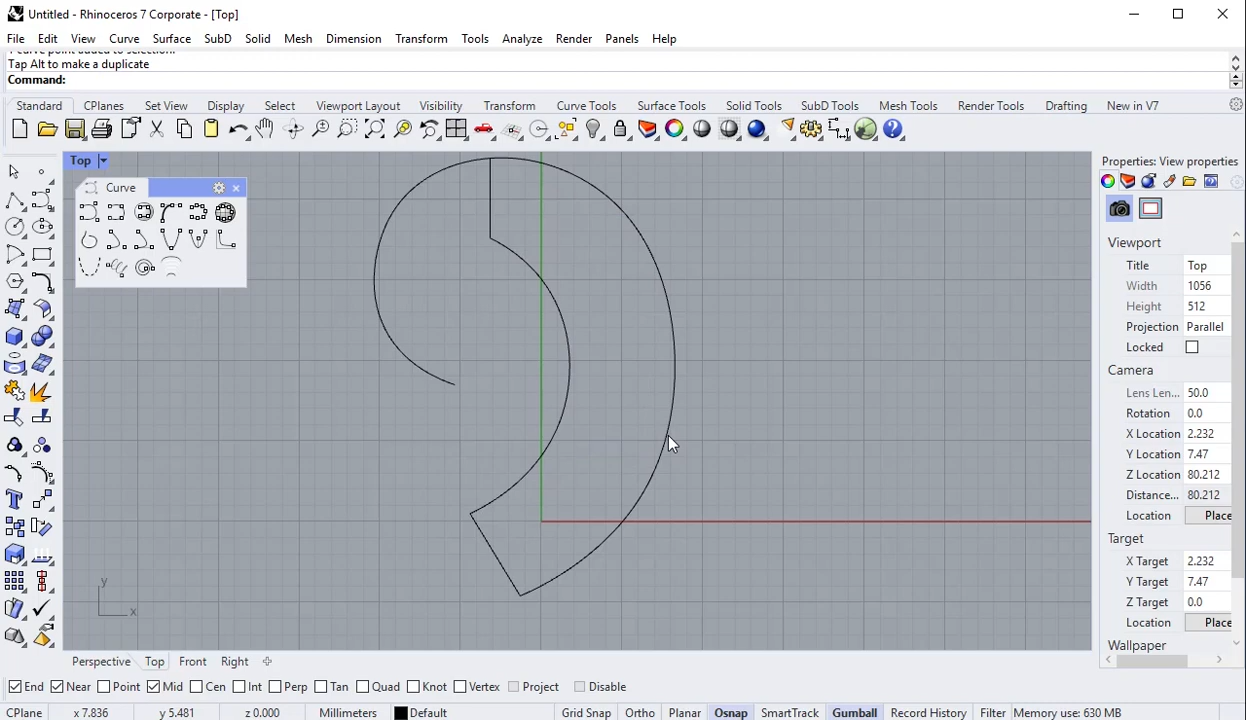 Untitled - Rhinoceros 7 Corporate - [Top]
File Edit View Curve Surface SubD Solid Mesh Dimension Transform Tools Analyze Render Panels Help
1 curve point added to selection.
Tap Alt to make a duplicate
Command:
Standard CPlanes Set View Display Select Viewport Layout Visibility Transform Curve Tools Surface Tools Solid Tools SubD Tools Mesh Tools Render Tools Drafting New in V7
Top
Curve
y
x
Properties: View properties
Viewport
Title Top
Width 1056
Height 512
Projection Parallel
Locked
Camera
Lens Len... 50.0
Rotation 0.0
X Location 2.232
Y Location 7.47
Z Location 80.212
Distance... 80.212
Location Place
Target
X Target 2.232
Y Target 7.47
Z Target 0.0
Location Place
Wallpaper
Perspective Top Front Right
End Near Point Mid Cen Int Perp Tan Quad Knot Vertex Project Disable
CPlane x 7.836 y 5.481 z 0.000 Millimeters Default Grid Snap Ortho Planar Osnap SmartTrack Gumball Record History Filter Memory use: 630 MB